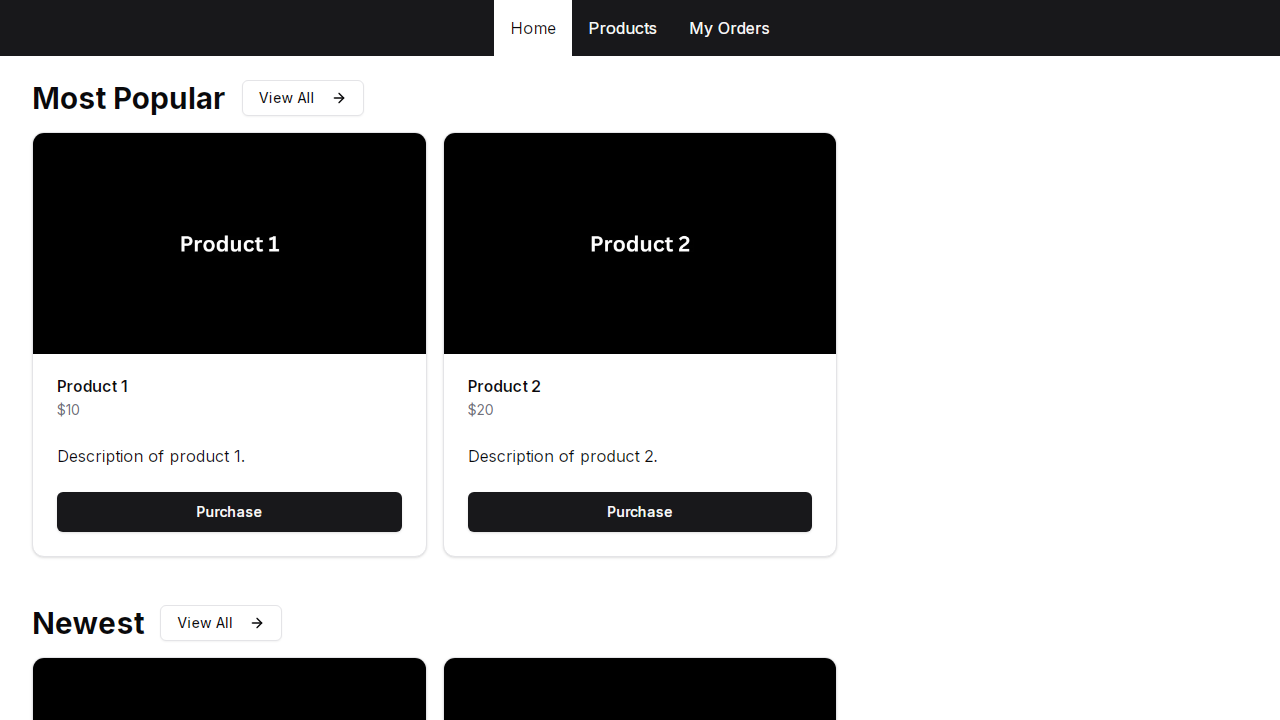 Home Products My Orders
Most Popular View All
Product 1 Product 2
Product 1 Product 2
$10 $20
Description of product 1. Description of product 2.
Purchase Purchase
Newest View All